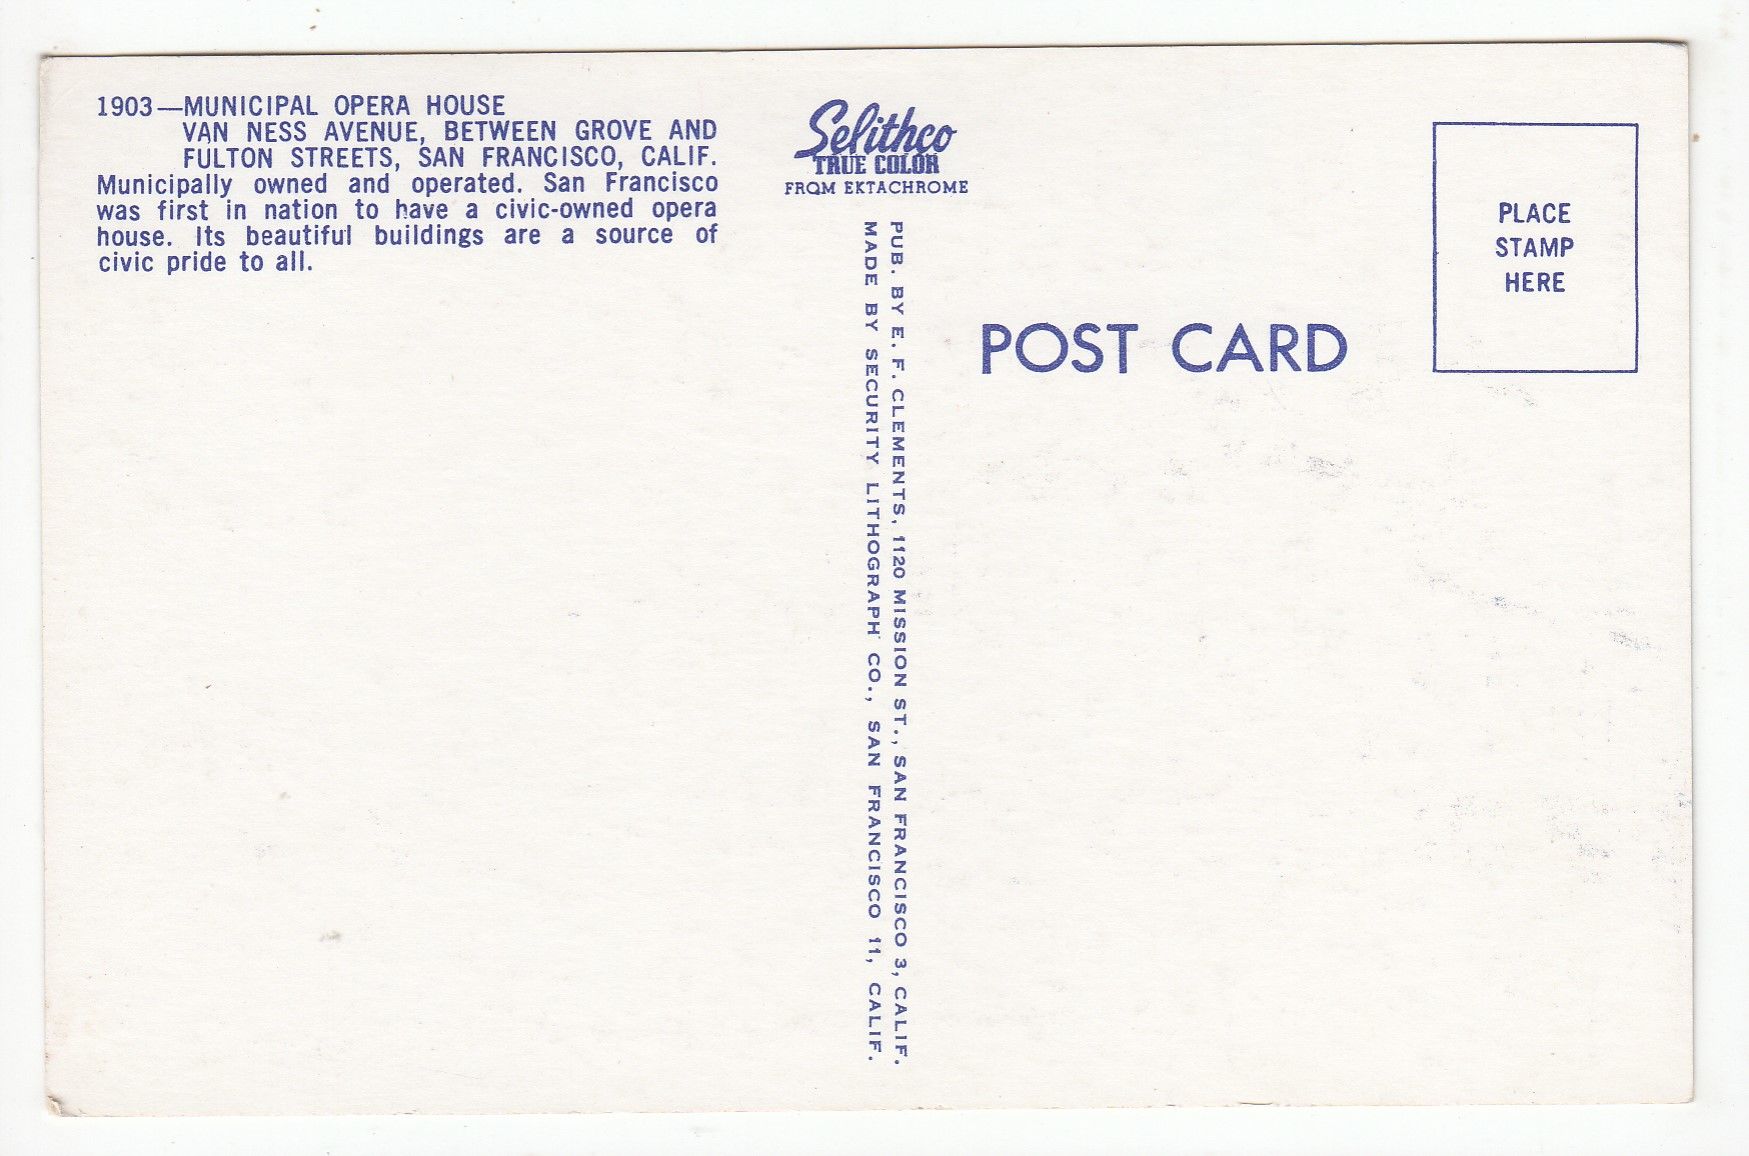 1903—MUNICIPAL OPERA HOUSE
VAN NESS AVENUE, BETWEEN GROVE AND
FULTON STREETS, SAN FRANCISCO, CALIF.
Municipally owned and operated. San Francisco
was first in nation to have a civic-owned opera
house. Its beautiful buildings are a source of
civic pride to all.
Selithco
TRUE COLOR
FROM EKTACHROME
PUB. BY E. F. CLEMENTS, 1120 MISSION ST., SAN FRANCISCO 3, CALIF.
MADE BY SECURITY LITHOGRAPH CO., SAN FRANCISCO 11, CALIF.
POST CARD
PLACE
STAMP
HERE